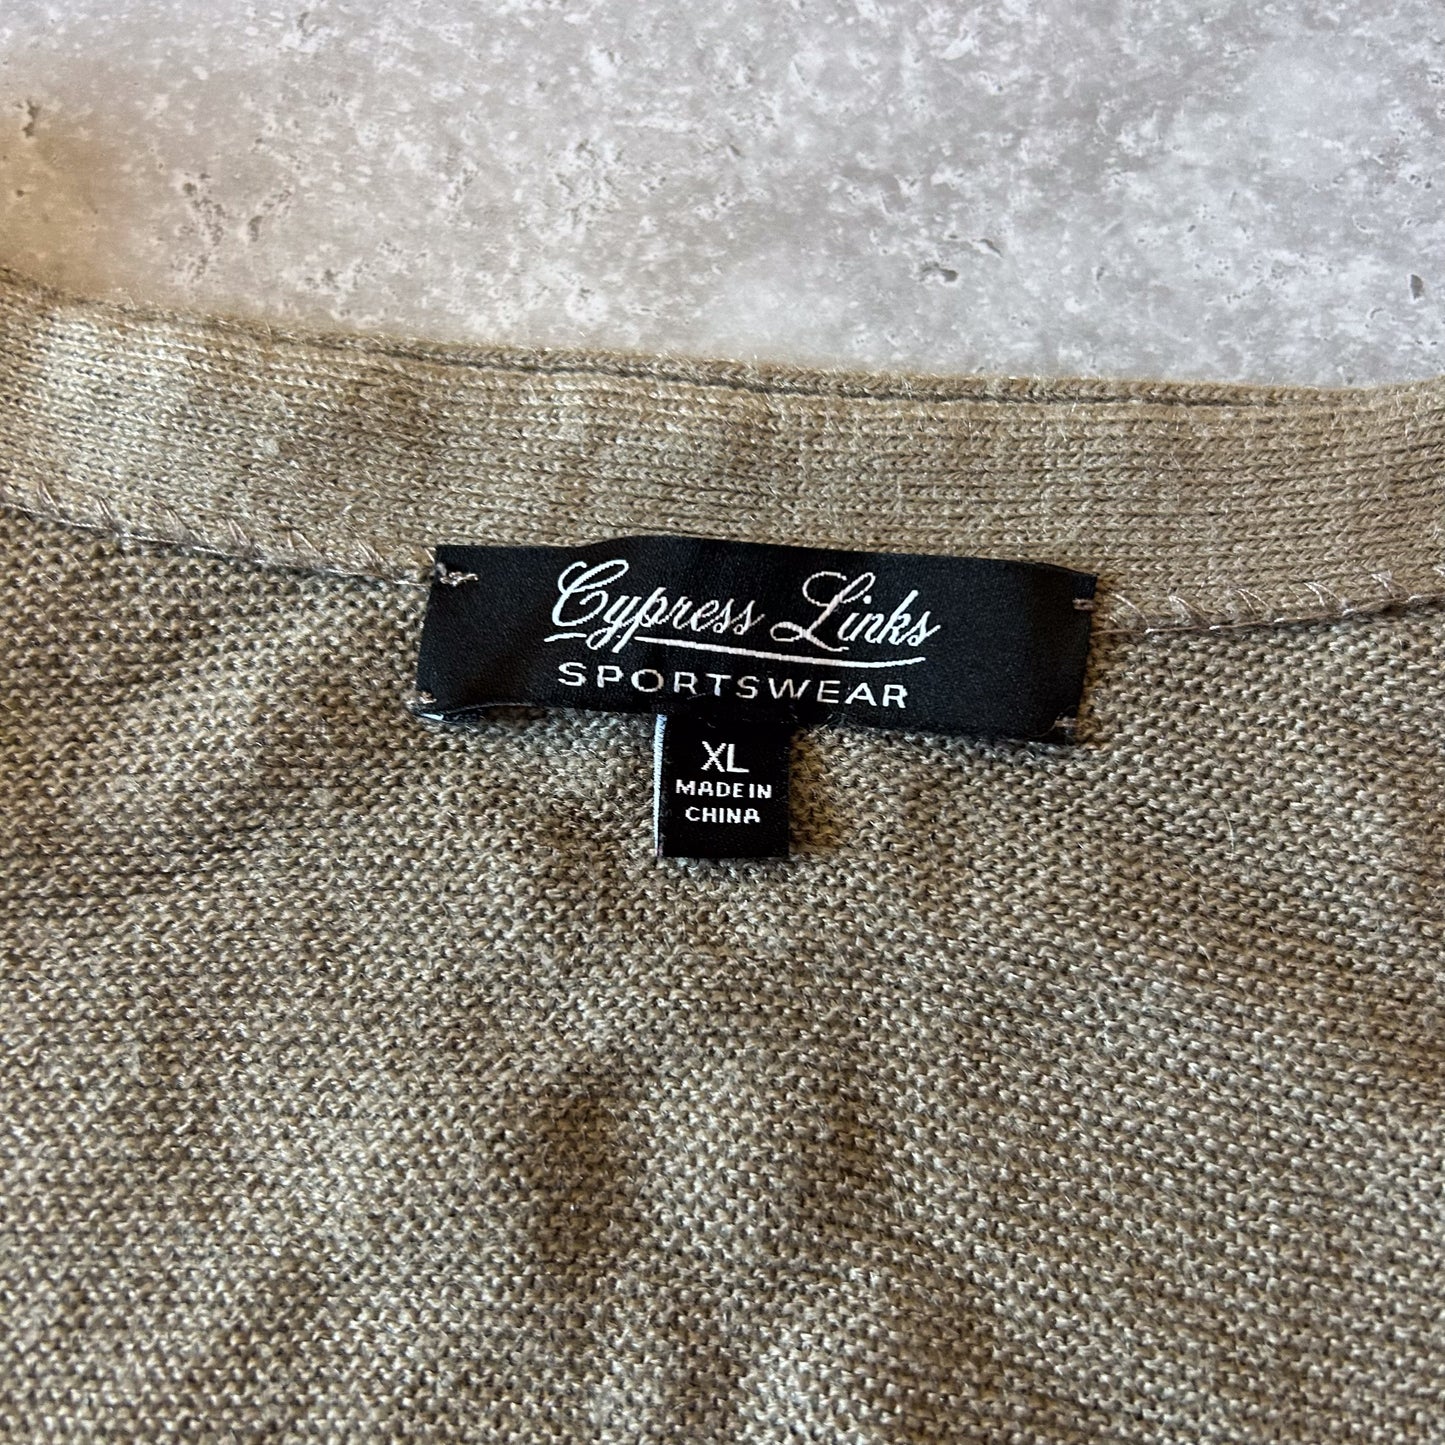 Cypress Links
SPORTSWEAR
XL
MADE IN
CHINA